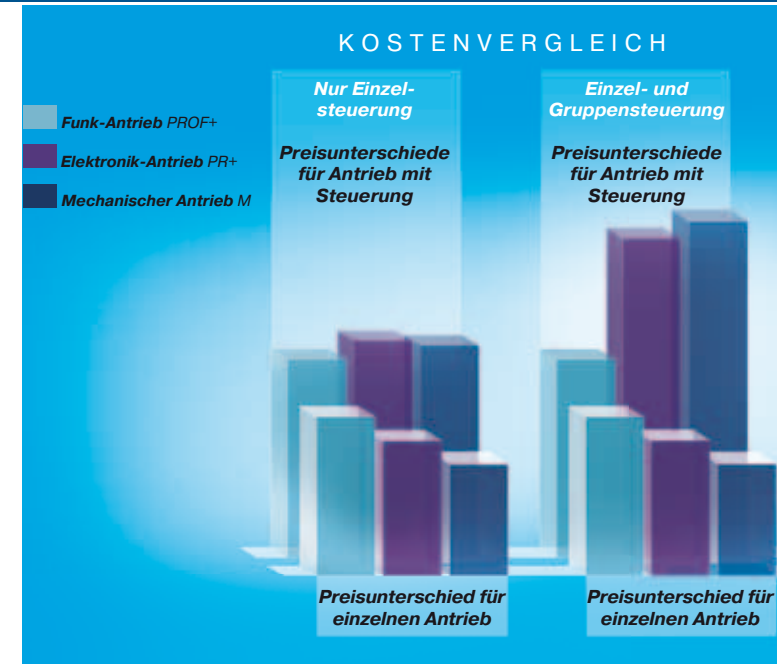 KOSTENVERGLEICH
Funk-Antrieb PROF+
Elektronik-Antrieb PR+
Mechanischer Antrieb M
Nur Einzel-
steuerung
Preisunterschiede
für Antrieb mit
Steuerung
Einzel- und
Gruppensteuerung
Preisunterschiede
für Antrieb mit
Steuerung
Preisunterschied für
einzelnen Antrieb
Preisunterschied für
einzelnen Antrieb